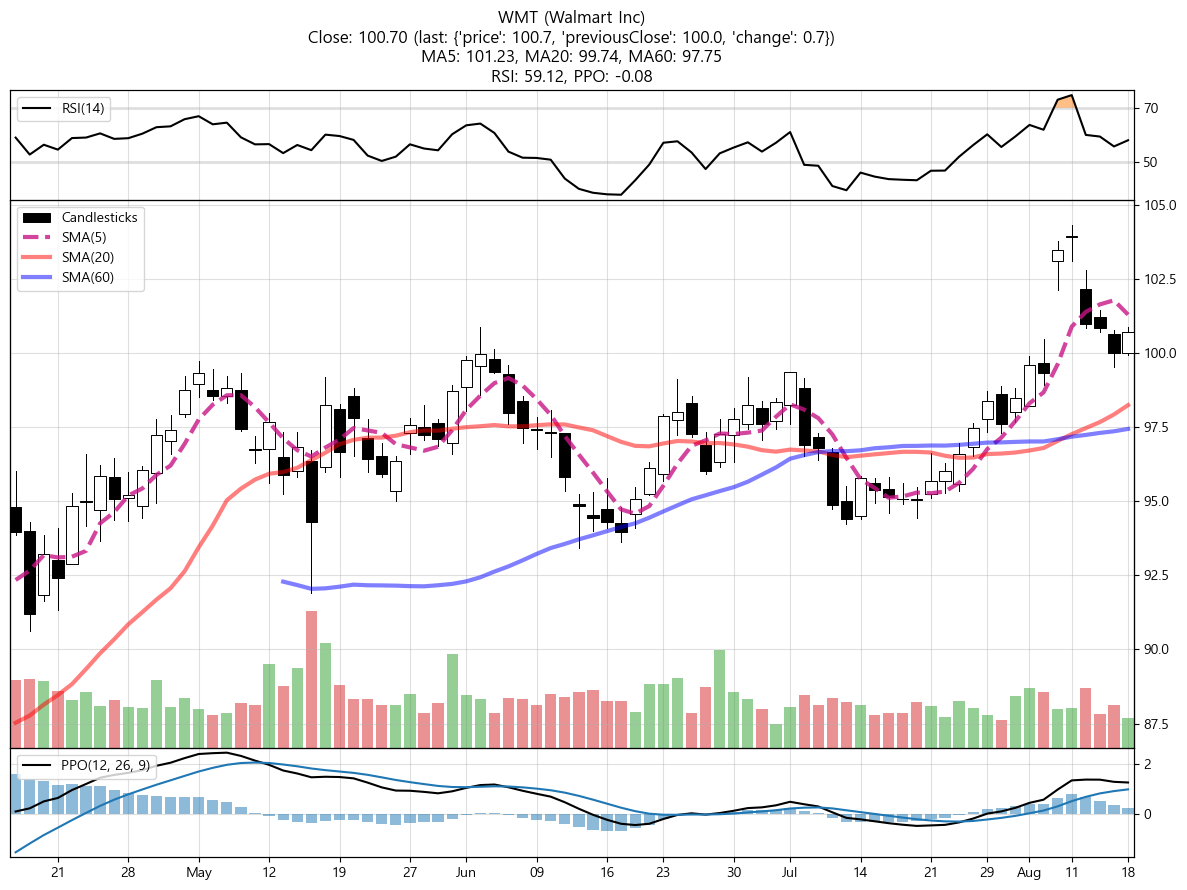 WMT (Walmart Inc)
Close: 100.70 (last: {'price': 100.7, 'previousClose': 100.0, 'change': 0.7})
MA5: 101.23, MA20: 99.74, MA60: 97.75
RSI: 59.12, PPO: -0.08
RSI(14)
70
50
Candlesticks
SMA(5)
SMA(20)
SMA(60)
105.0
102.5
100.0
97.5
95.0
92.5
90.0
87.5
PPO(12, 26, 9)
2
0
21 28 May 12 19 27 Jun 09 16 23 30 Jul 14 21 29 Aug 11 18